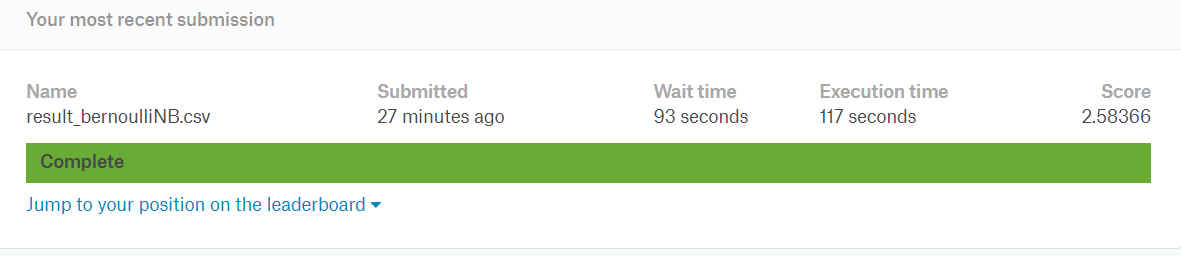 Your most recent submission
Name Submitted Wait time Execution time Score
result_bernoulliNB.csv 27 minutes ago 93 seconds 117 seconds 2.58366
Complete
Jump to your position on the leaderboard